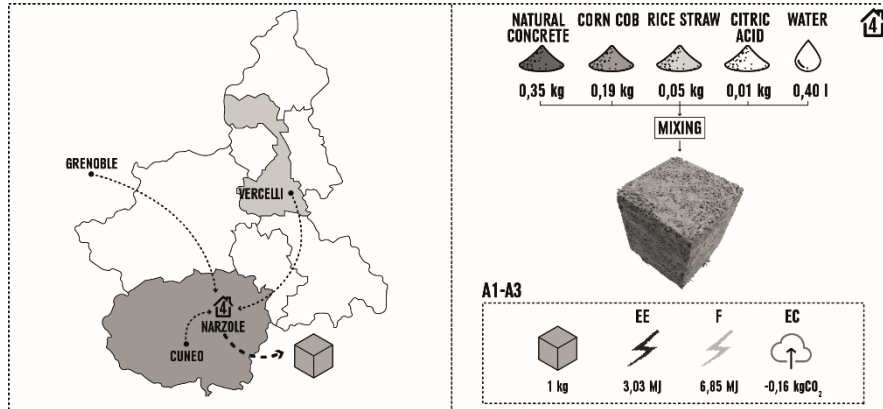 GRENOBLE
VERCELLI
4
NARZOLE
CUNEO
4
NATURAL CONCRETE
CORN COB
RICE STRAW
CITRIC ACID
WATER
0,35 kg
0,19 kg
0,05 kg
0,01 kg
0,40 l
MIXING
A1-A3
EE
F
EC
1 kg
3,03 MJ
6,85 MJ
-0,16 kgCO2